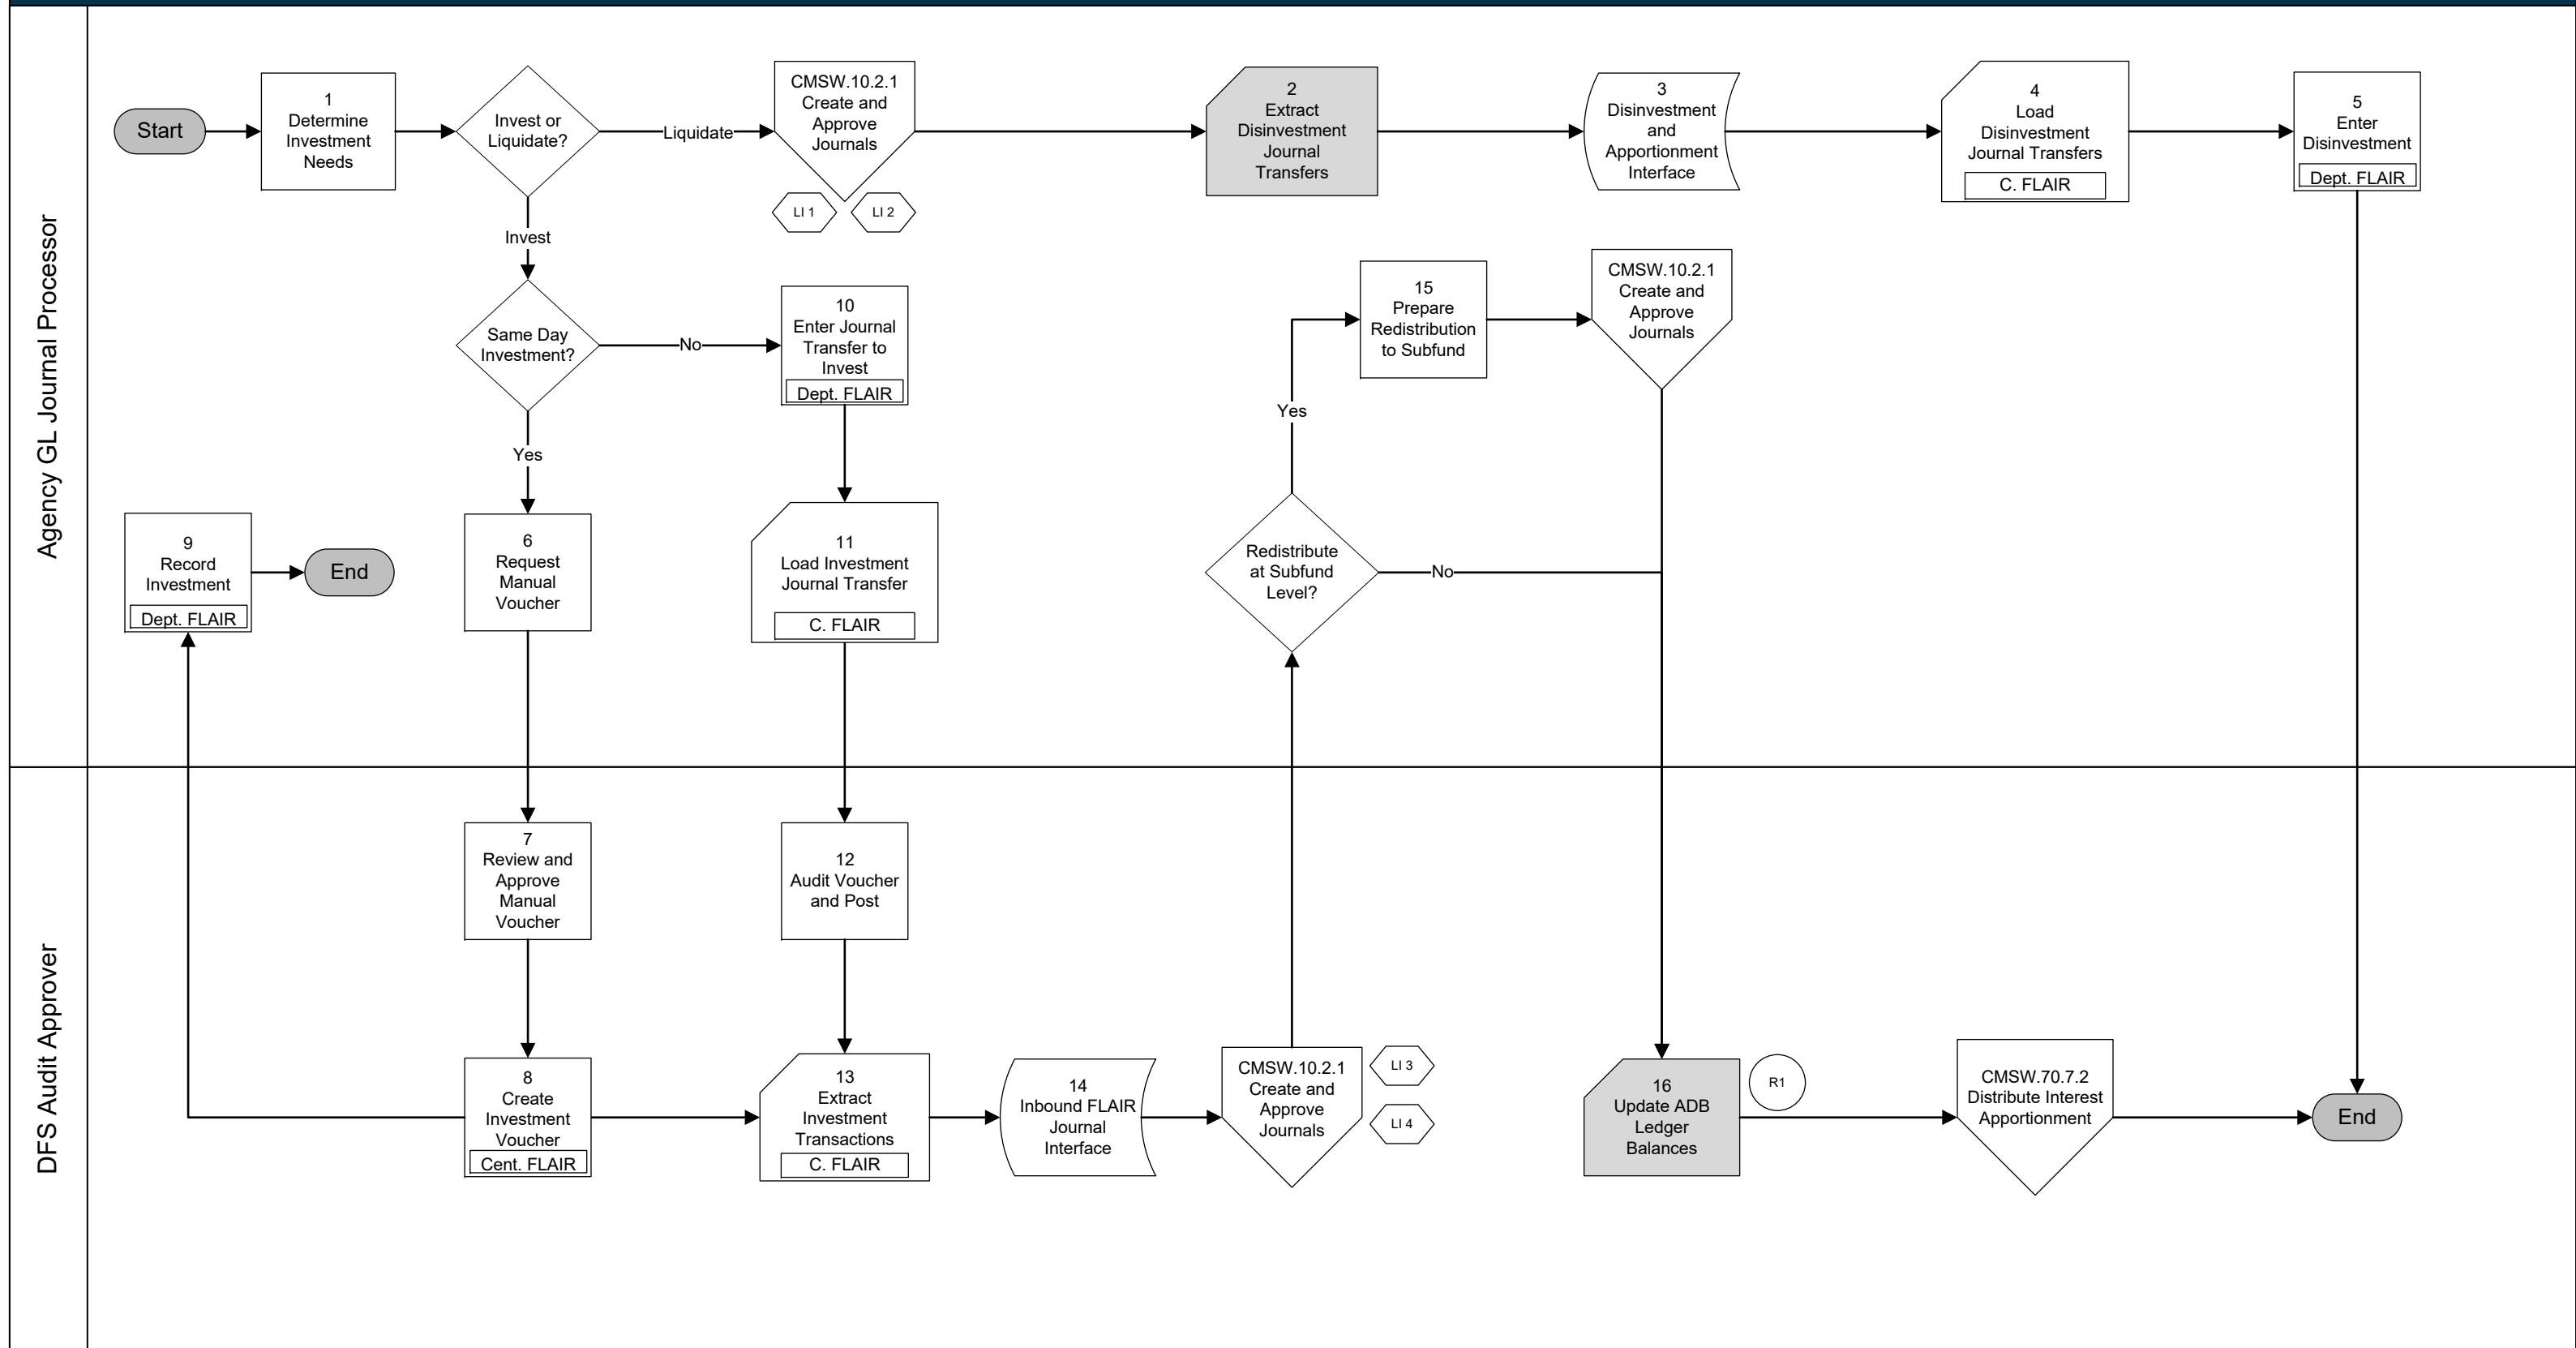 Agency GL Journal Processor
Start
1
Determine
Investment
Needs
Invest or
Liquidate?
Liquidate
CMSW.10.2.1
Create and
Approve
Journals
LI 1
LI 2
2
Extract
Disinvestment
Journal
Transfers
3
Disinvestment
and
Apportionment
Interface
4
Load
Disinvestment
Journal Transfers
C. FLAIR
5
Enter
Disinvestment
Dept. FLAIR
Invest
Same Day
Investment?
No
10
Enter Journal
Transfer to
Invest
Dept. FLAIR
15
Prepare
Redistribution
to Subfund
CMSW.10.2.1
Create and
Approve
Journals
Yes
Yes
9
Record
Investment
Dept. FLAIR
End
6
Request
Manual
Voucher
11
Load Investment
Journal Transfer
C. FLAIR
Redistribute
at Subfund
Level?
No
DFS Audit Approver
7
Review and
Approve
Manual
Voucher
12
Audit Voucher
and Post
8
Create
Investment
Voucher
Cent. FLAIR
13
Extract
Investment
Transactions
C. FLAIR
14
Inbound FLAIR
Journal
Interface
CMSW.10.2.1
Create and
Approve
Journals
LI 3
LI 4
16
Update ADB
Ledger
Balances
R1
CMSW.70.7.2
Distribute Interest
Apportionment
End